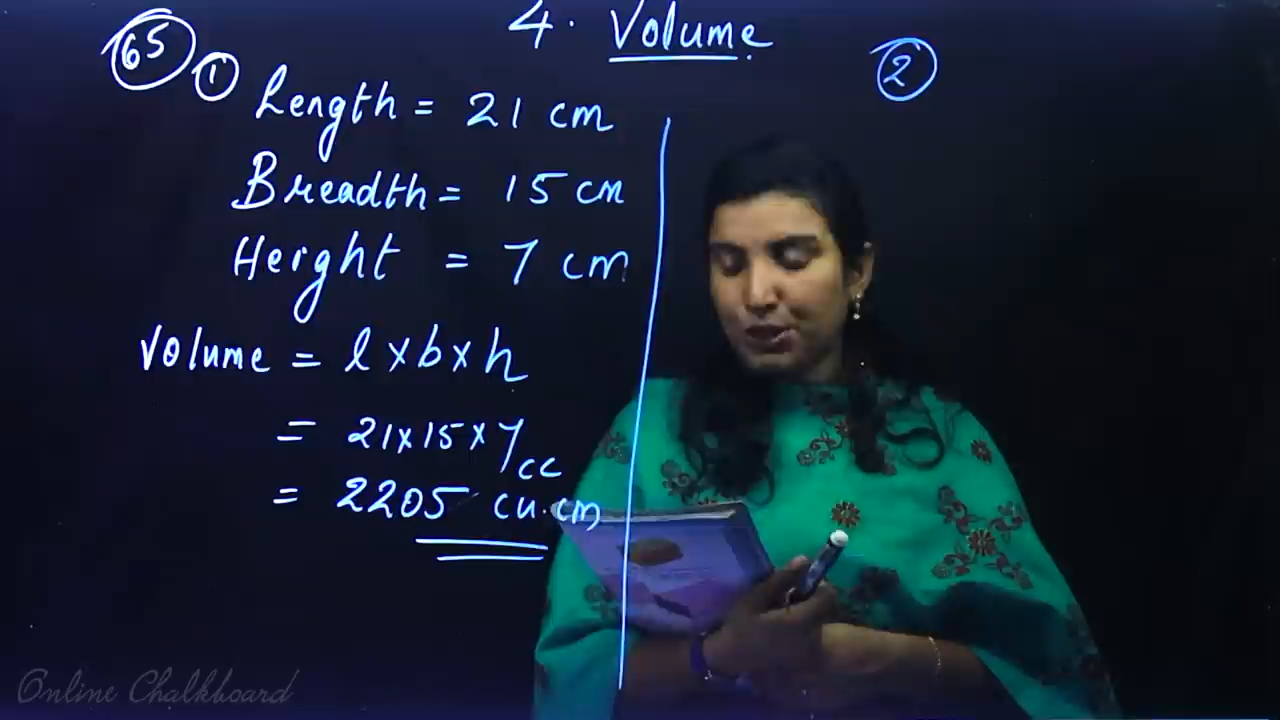 4. Volume
65
① Length = 21 cm
Breadth = 15 cm
Height = 7 cm
Volume = l × b × h
= 21 × 15 × 7
cc
= 2205 cu.cm
②
Online Chalkboard